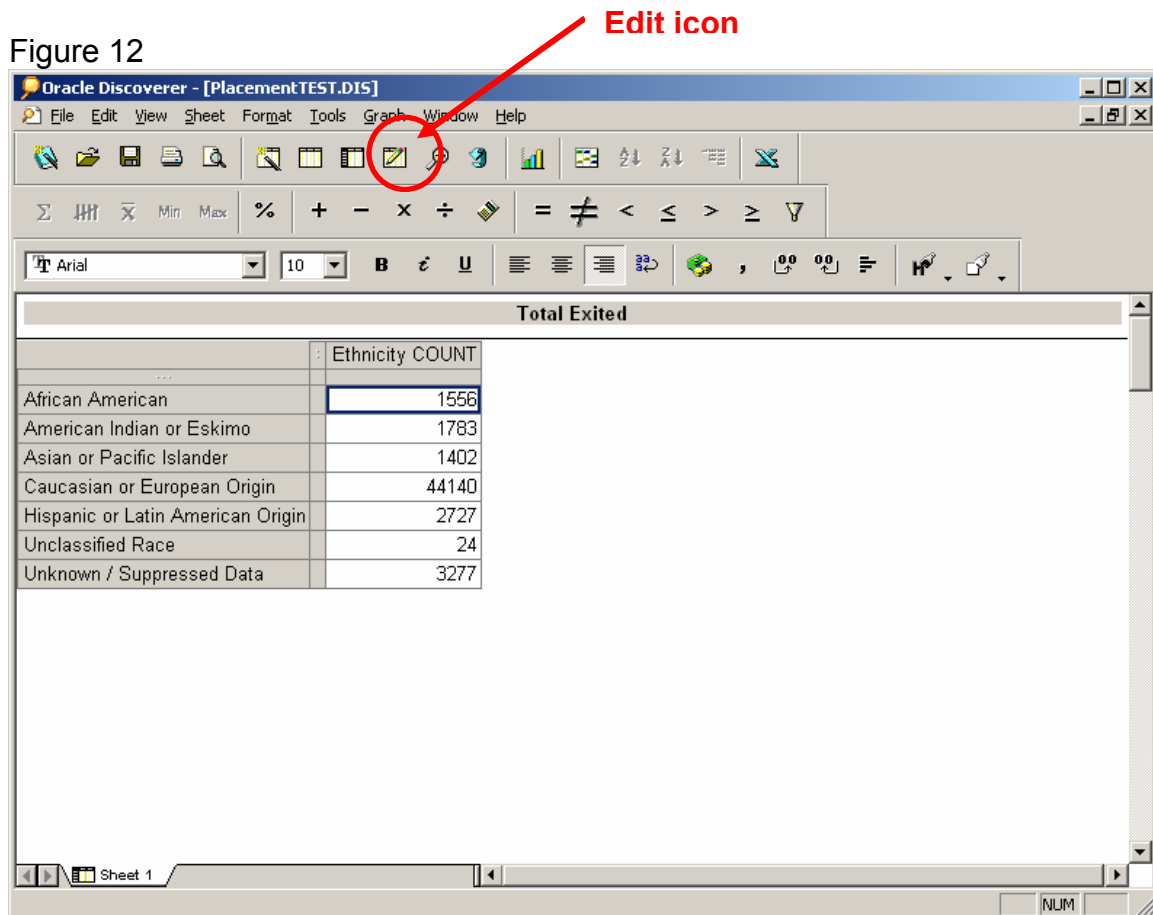 Edit icon
Figure 12
Oracle Discoverer - [PlacementTEST.DIS]
File Edit View Sheet Format Tools Graph Window Help
Σ X Min Max % + - × ÷ = ≠ < ≤ > ≥
Arial 10 B i U
Total Exited
Ethnicity COUNT
African American 1556
American Indian or Eskimo 1783
Asian or Pacific Islander 1402
Caucasian or European Origin 44140
Hispanic or Latin American Origin 2727
Unclassified Race 24
Unknown / Suppressed Data 3277
Sheet 1
NUM